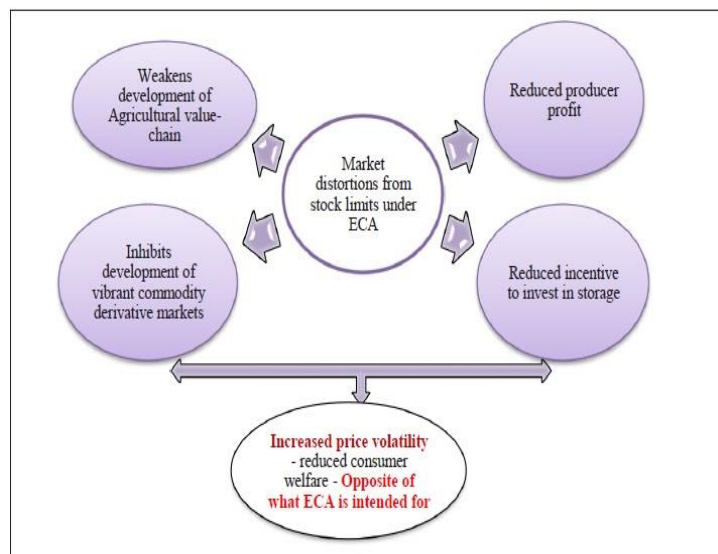 Weakens
development of
Agricultural value-
chain
Reduced producer
profit
Market
distortions from
stock limits under
ECA
Inhibits
development of
vibrant commodity
derivative markets
Reduced incentive
to invest in storage
Increased price volatility
- reduced consumer
welfare - Opposite of
what ECA is intended for